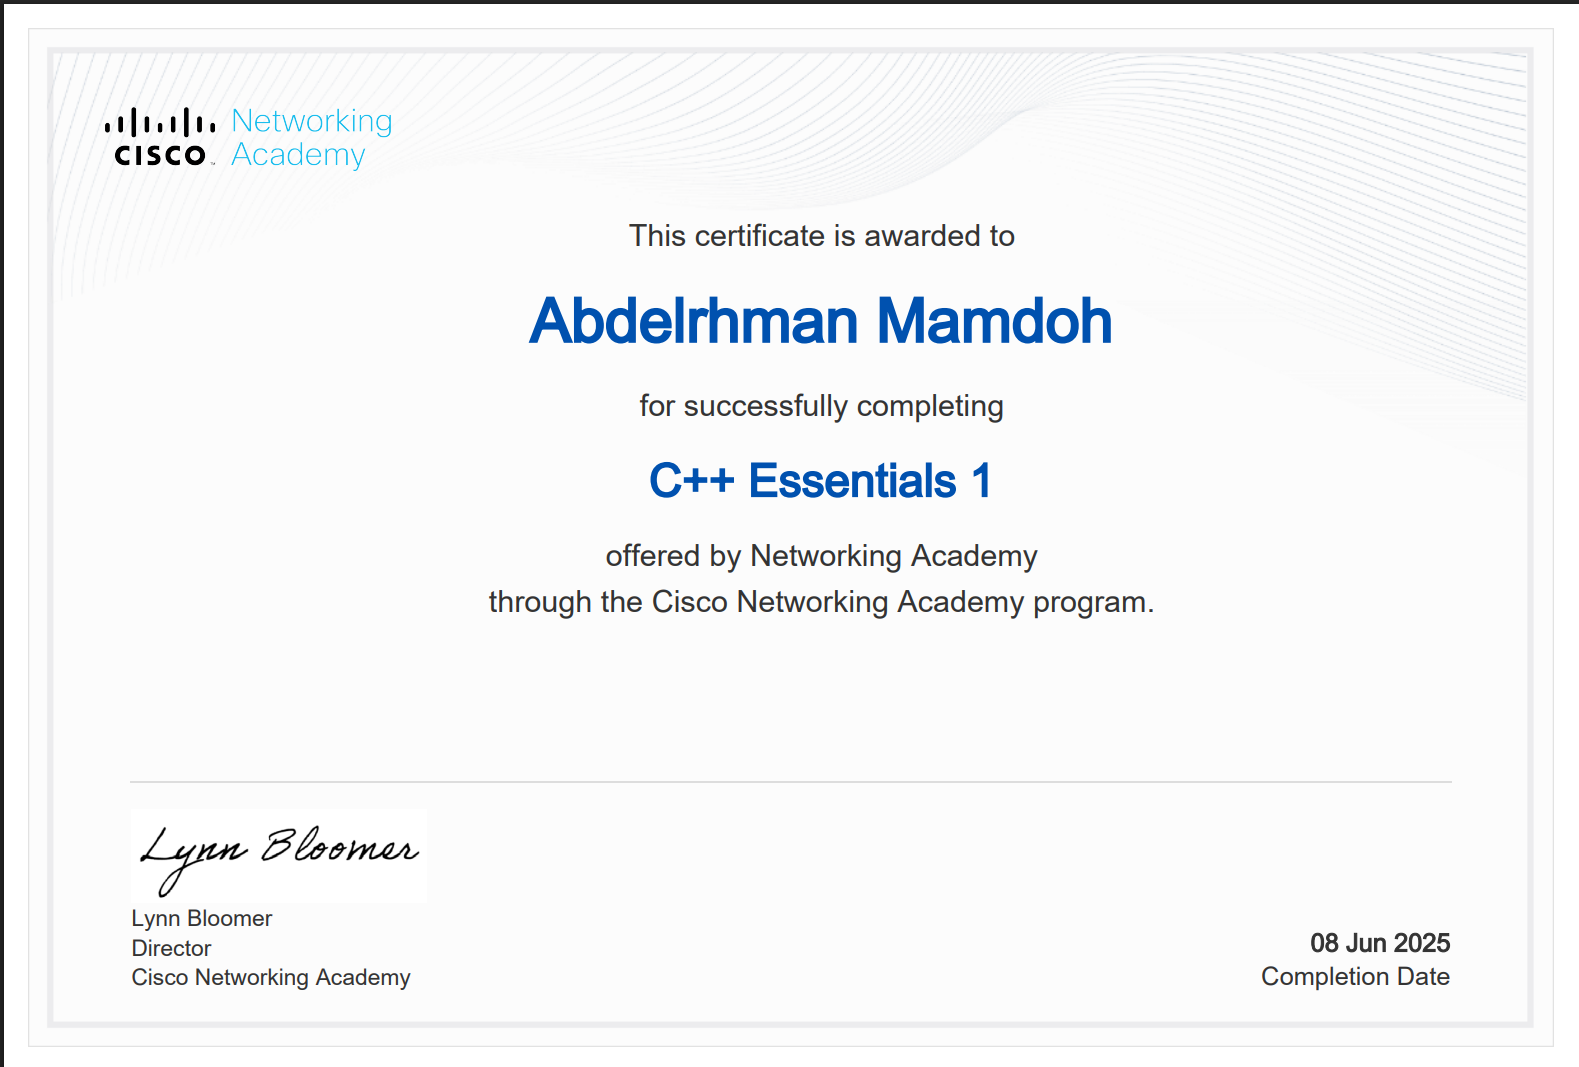 CISCO
Networking
Academy
This certificate is awarded to
Abdelrhman Mamdoh
for successfully completing
C++ Essentials 1
offered by Networking Academy
through the Cisco Networking Academy program.
Lynn Bloomer
Lynn Bloomer
Director
Cisco Networking Academy
08 Jun 2025
Completion Date